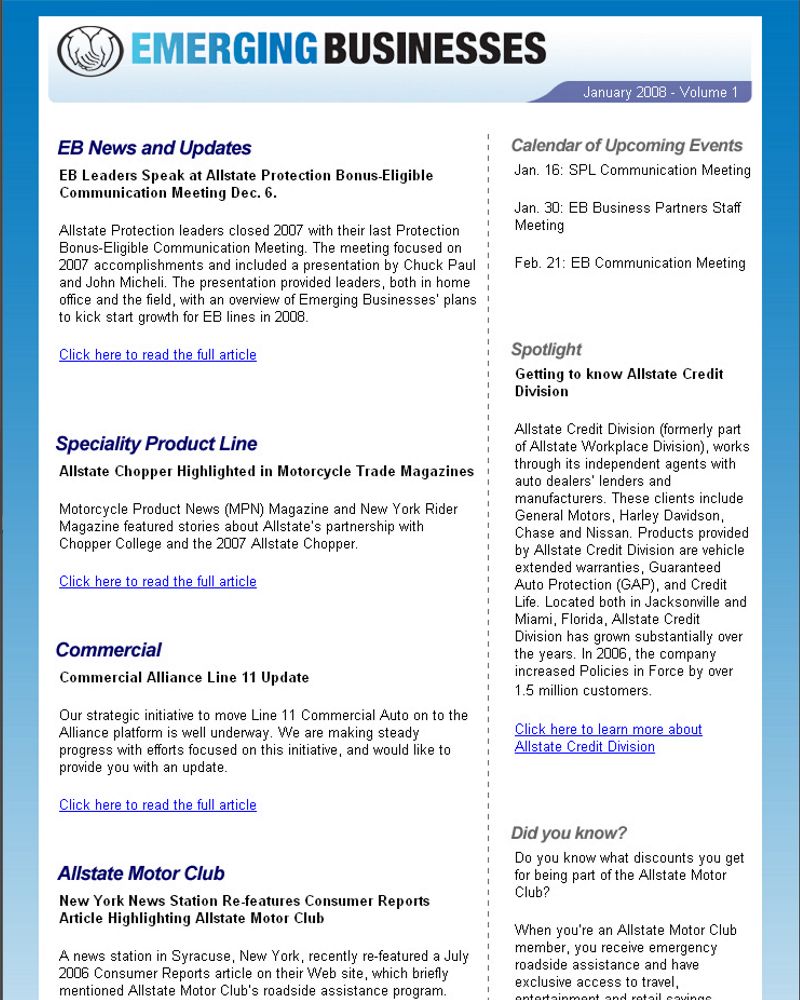 EMERGING BUSINESSES
January 2008 - Volume 1
EB News and Updates
EB Leaders Speak at Allstate Protection Bonus-Eligible
Communication Meeting Dec. 6.
Allstate Protection leaders closed 2007 with their last Protection
Bonus-Eligible Communication Meeting. The meeting focused on
2007 accomplishments and included a presentation by Chuck Paul
and John Micheli. The presentation provided leaders, both in home
office and the field, with an overview of Emerging Businesses' plans
to kick start growth for EB lines in 2008.
Click here to read the full article
Speciality Product Line
Allstate Chopper Highlighted in Motorcycle Trade Magazines
Motorcycle Product News (MPN) Magazine and New York Rider
Magazine featured stories about Allstate's partnership with
Chopper College and the 2007 Allstate Chopper.
Click here to read the full article
Commercial
Commercial Alliance Line 11 Update
Our strategic initiative to move Line 11 Commercial Auto on to the
Alliance platform is well underway. We are making steady
progress with efforts focused on this initiative, and would like to
provide you with an update.
Click here to read the full article
Allstate Motor Club
New York News Station Re-features Consumer Reports
Article Highlighting Allstate Motor Club
A news station in Syracuse, New York, recently re-featured a July
2006 Consumer Reports article on their Web site, which briefly
mentioned Allstate Motor Club's roadside assistance program.
Calendar of Upcoming Events
Jan. 16: SPL Communication Meeting
Jan. 30: EB Business Partners Staff
Meeting
Feb. 21: EB Communication Meeting
Spotlight
Getting to know Allstate Credit
Division
Allstate Credit Division (formerly part
of Allstate Workplace Division), works
through its independent agents with
auto dealers' lenders and
manufacturers. These clients include
General Motors, Harley Davidson,
Chase and Nissan. Products provided
by Allstate Credit Division are vehicle
extended warranties, Guaranteed
Auto Protection (GAP), and Credit
Life. Located both in Jacksonville and
Miami, Florida, Allstate Credit
Division has grown substantially over
the years. In 2006, the company
increased Policies in Force by over
1.5 million customers.
Click here to learn more about
Allstate Credit Division
Did you know?
Do you know what discounts you get
for being part of the Allstate Motor
Club?
When you're an Allstate Motor Club
member, you receive emergency
roadside assistance and have
exclusive access to travel,
entertainment and retail savings